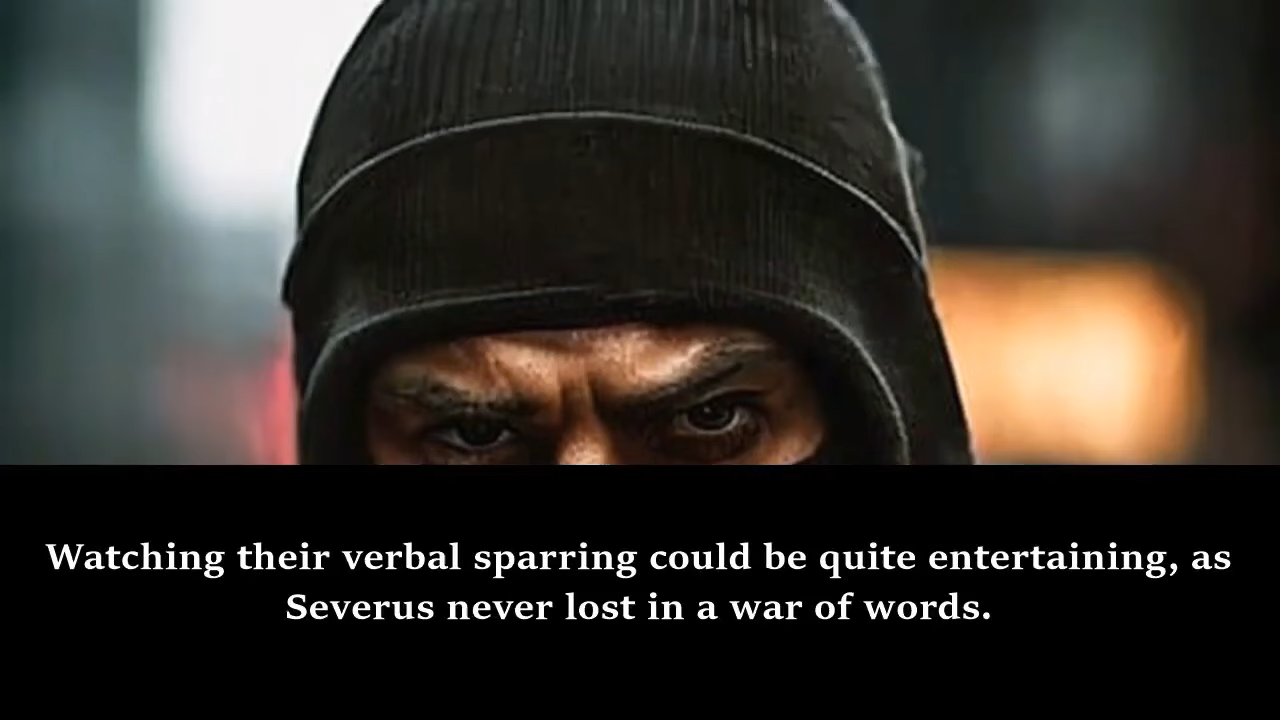 Watching their verbal sparring could be quite entertaining, as
Severus never lost in a war of words.